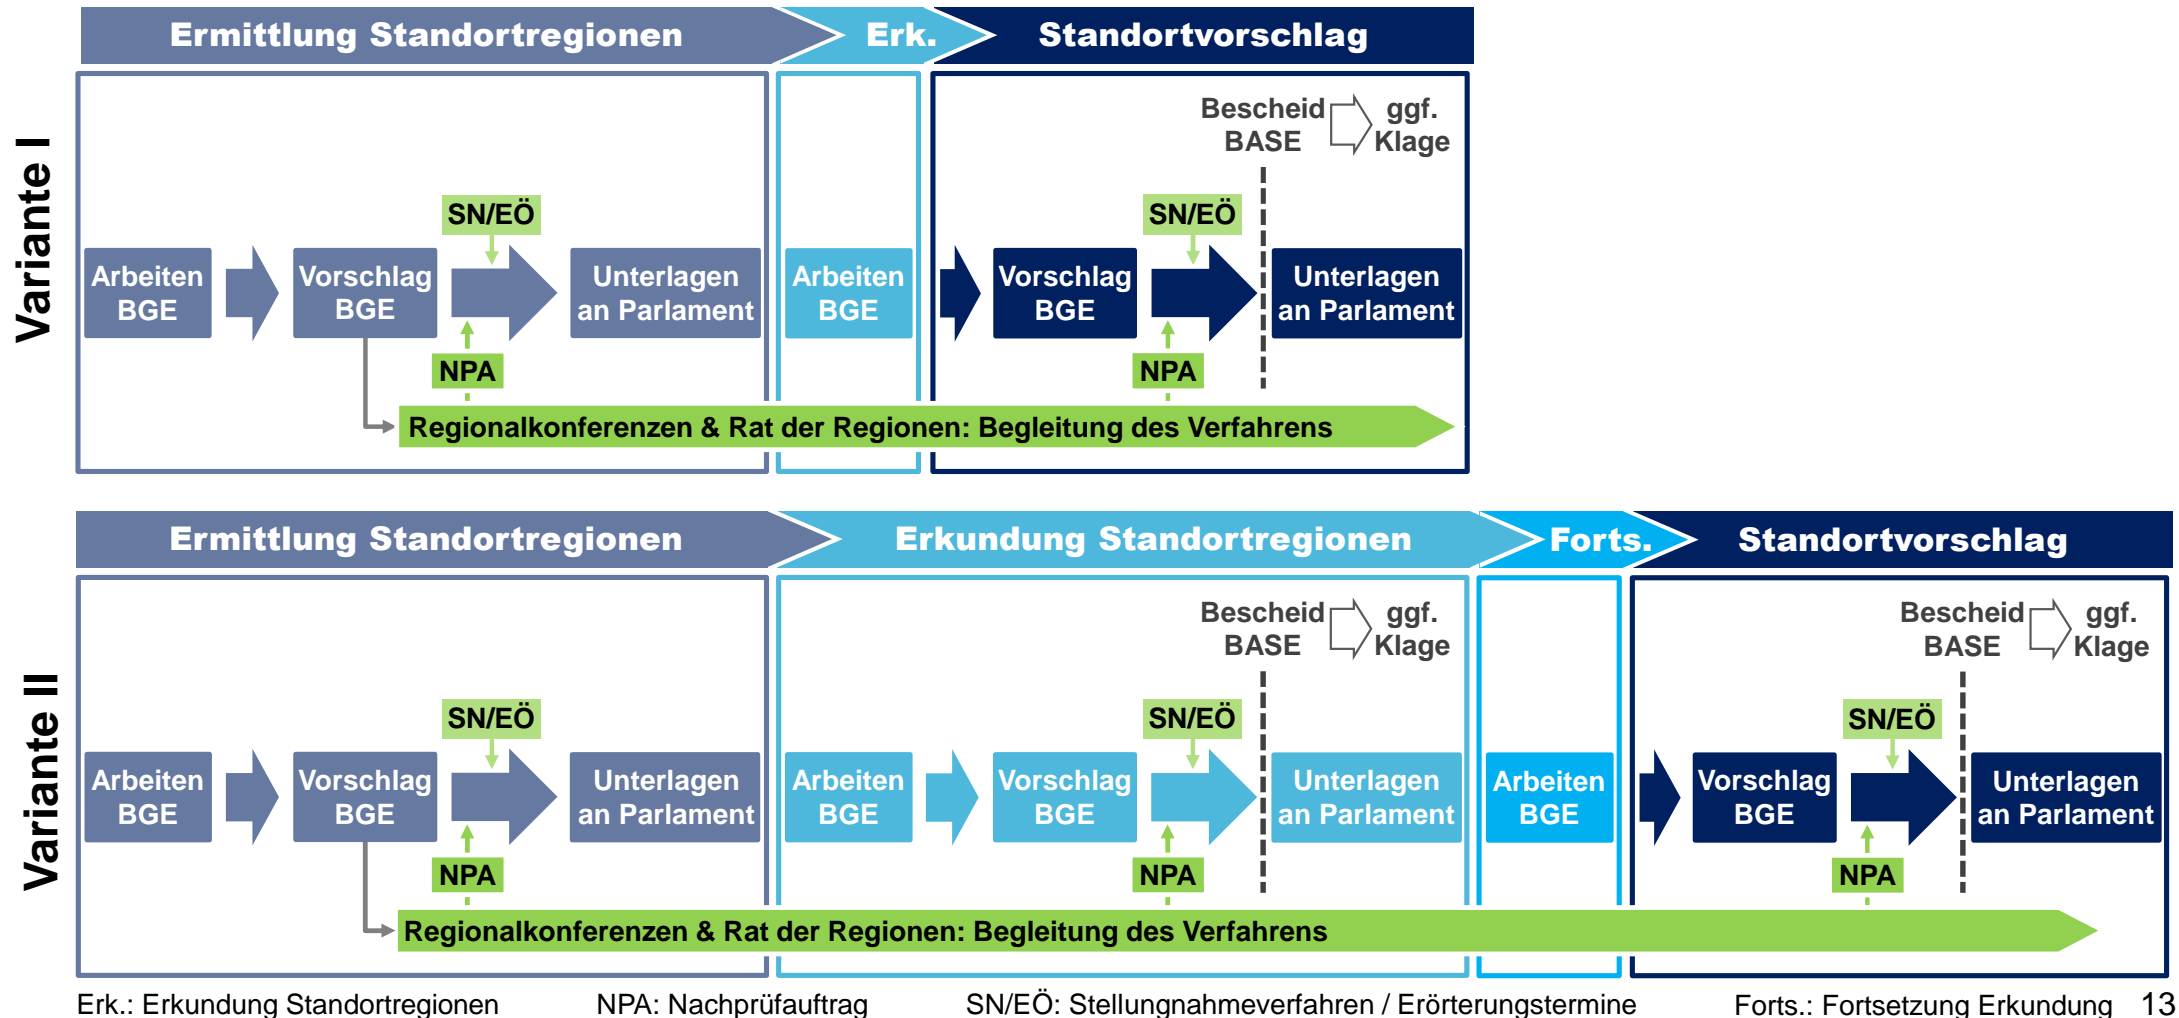 Variante I
Ermittlung Standortregionen
Erk.
Standortvorschlag
Bescheid
BASE
ggf.
Klage
SN/EÖ
SN/EÖ
Arbeiten
BGE
Vorschlag
BGE
Unterlagen
an Parlament
Arbeiten
BGE
Vorschlag
BGE
Unterlagen
an Parlament
NPA
NPA
Regionalkonferenzen & Rat der Regionen: Begleitung des Verfahrens
Variante II
Ermittlung Standortregionen
Erkundung Standortregionen
Forts.
Standortvorschlag
Bescheid
BASE
ggf.
Klage
Bescheid
BASE
ggf.
Klage
SN/EÖ
SN/EÖ
SN/EÖ
Arbeiten
BGE
Vorschlag
BGE
Unterlagen
an Parlament
Arbeiten
BGE
Vorschlag
BGE
Unterlagen
an Parlament
Arbeiten
BGE
Vorschlag
BGE
Unterlagen
an Parlament
NPA
NPA
NPA
Regionalkonferenzen & Rat der Regionen: Begleitung des Verfahrens
Erk.: Erkundung Standortregionen
NPA: Nachprüfauftrag
SN/EÖ: Stellungnahmeverfahren / Erörterungstermine
Forts.: Fortsetzung Erkundung
13